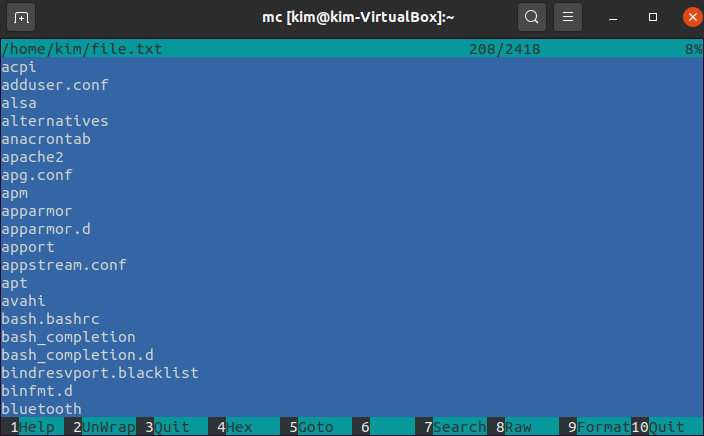 mc [kim@kim-VirtualBox]:~
/home/kim/file.txt 208/2418 8%
acpi
adduser.conf
alsa
alternatives
anacrontab
apache2
apg.conf
apm
apparmor
apparmor.d
apport
appstream.conf
apt
avahi
bash.bashrc
bash_completion
bash_completion.d
bindresvport.blacklist
binfmt.d
bluetooth
1Help 2UnWrap 3Quit 4Hex 5Goto 6 7Search 8Raw 9Format 10Quit